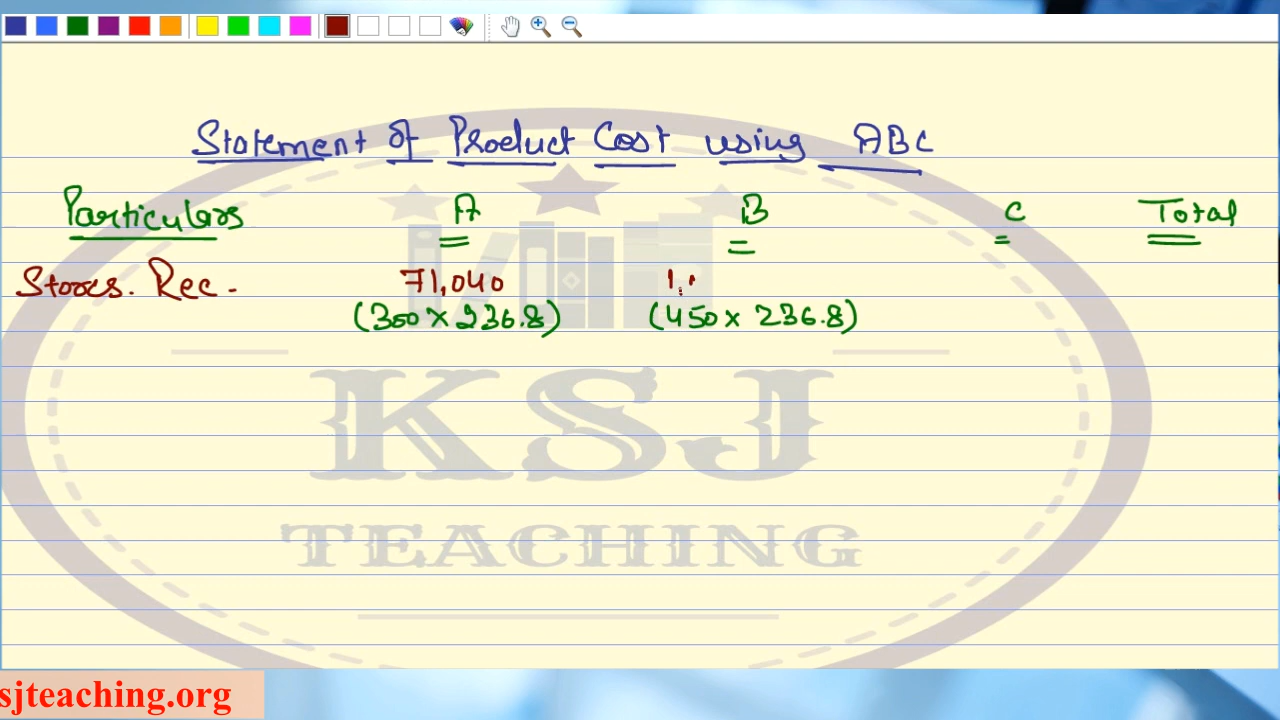 Statement of Product Cost using ABC
Particulars A B C Total
Stores. Rec. 71,040
(300 x 236.8) (450 x 236.8)
KSJ
TEACHING
sjteaching.org